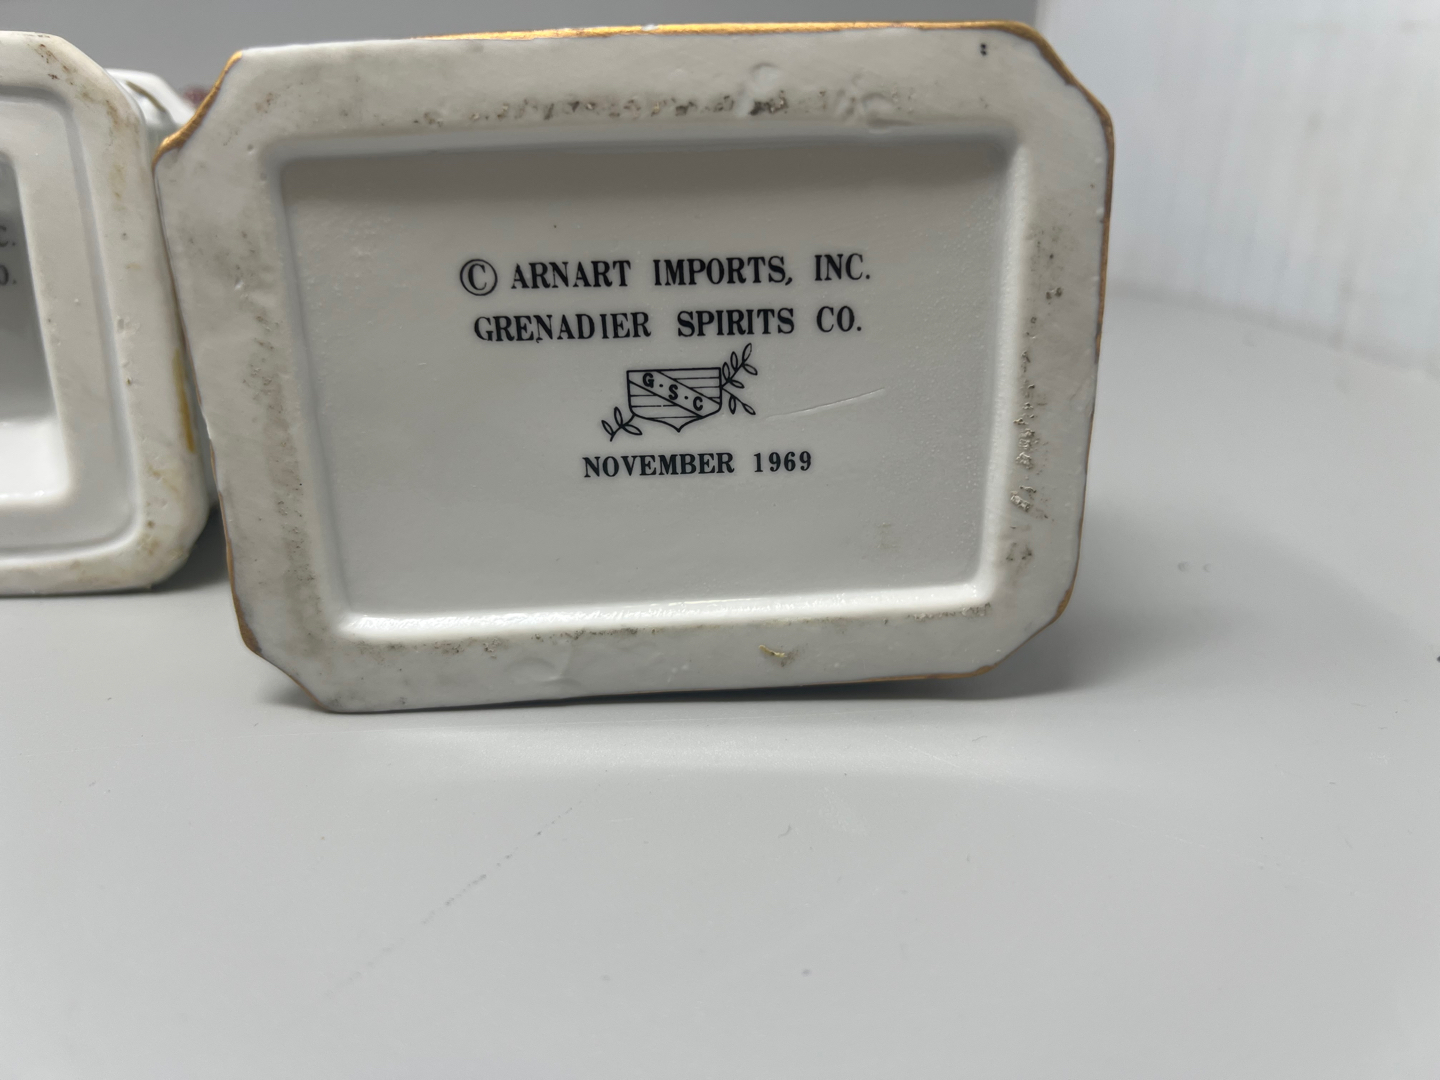 © ARNART IMPORTS, INC.
GRENADIER SPIRITS CO.
G·S·C
NOVEMBER 1969
C.
O.